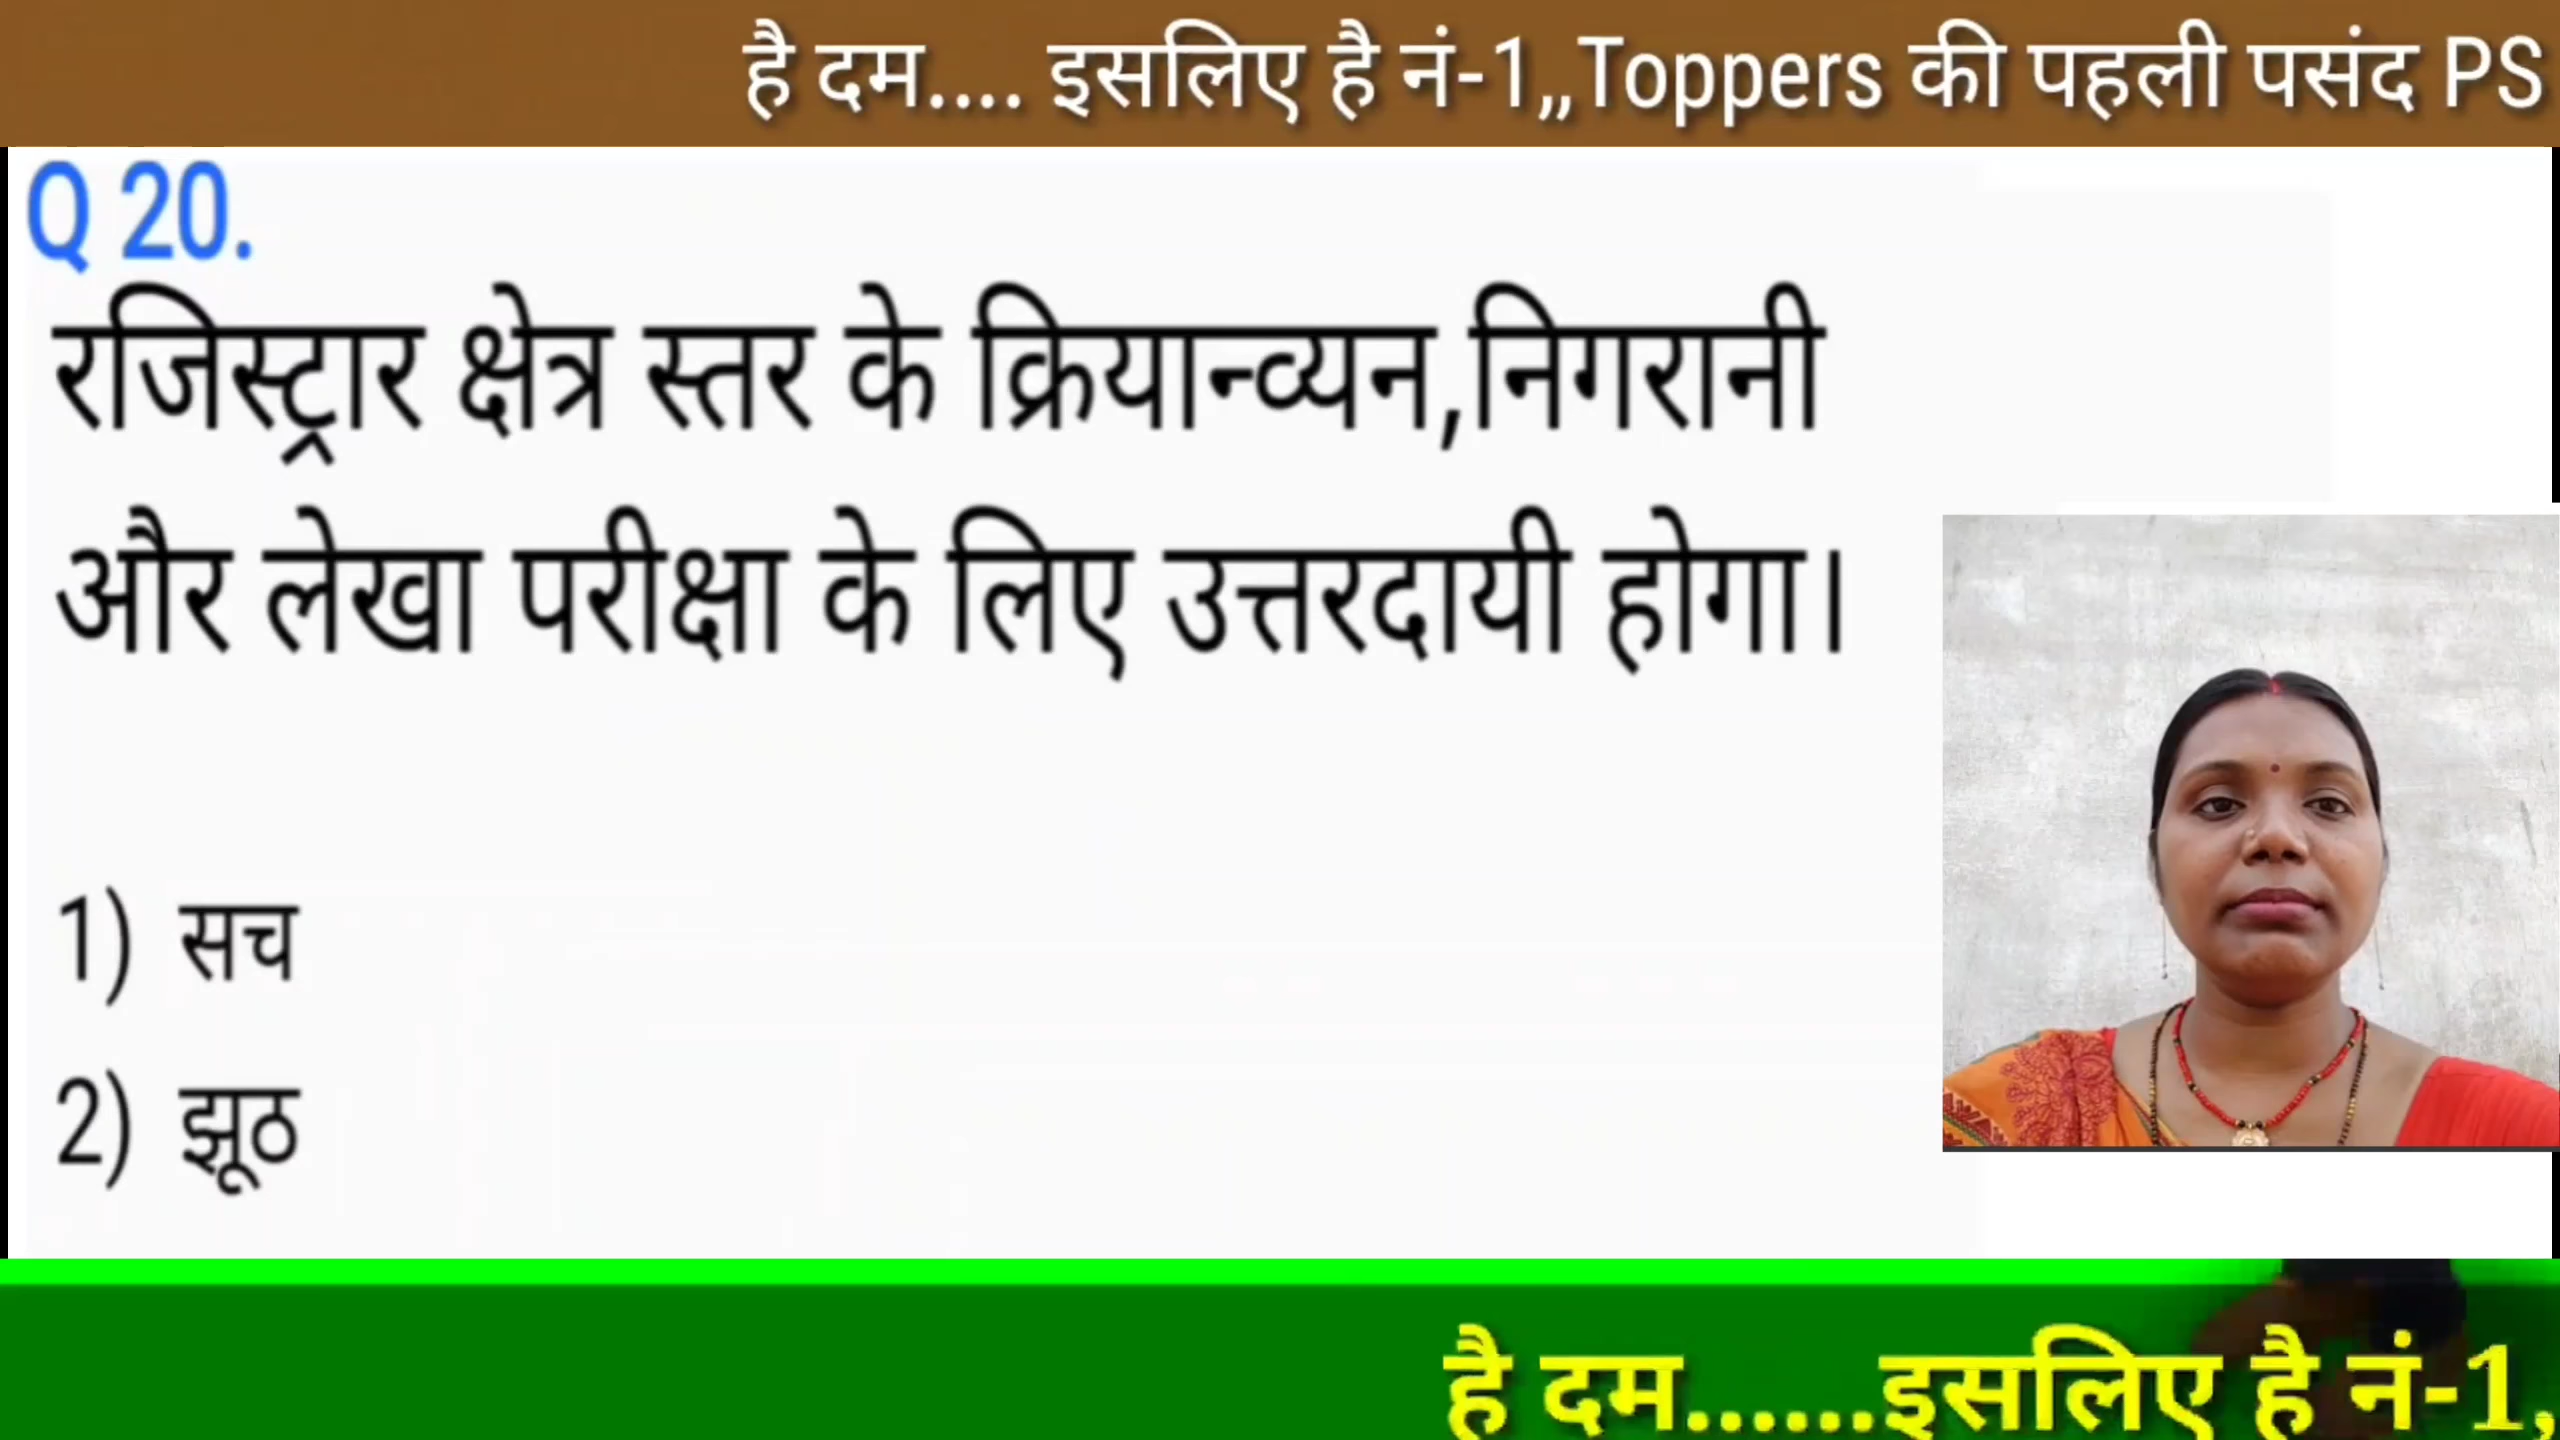 है दम.... इसलिए है नं-1,,Toppers की पहली पसंद PS
Q 20.
रजिस्ट्रार क्षेत्र स्तर के क्रियान्व्यन,निगरानी
और लेखा परीक्षा के लिए उत्तरदायी होगा।
1) सच
2) झूठ
है दम......इसलिए है नं-1,